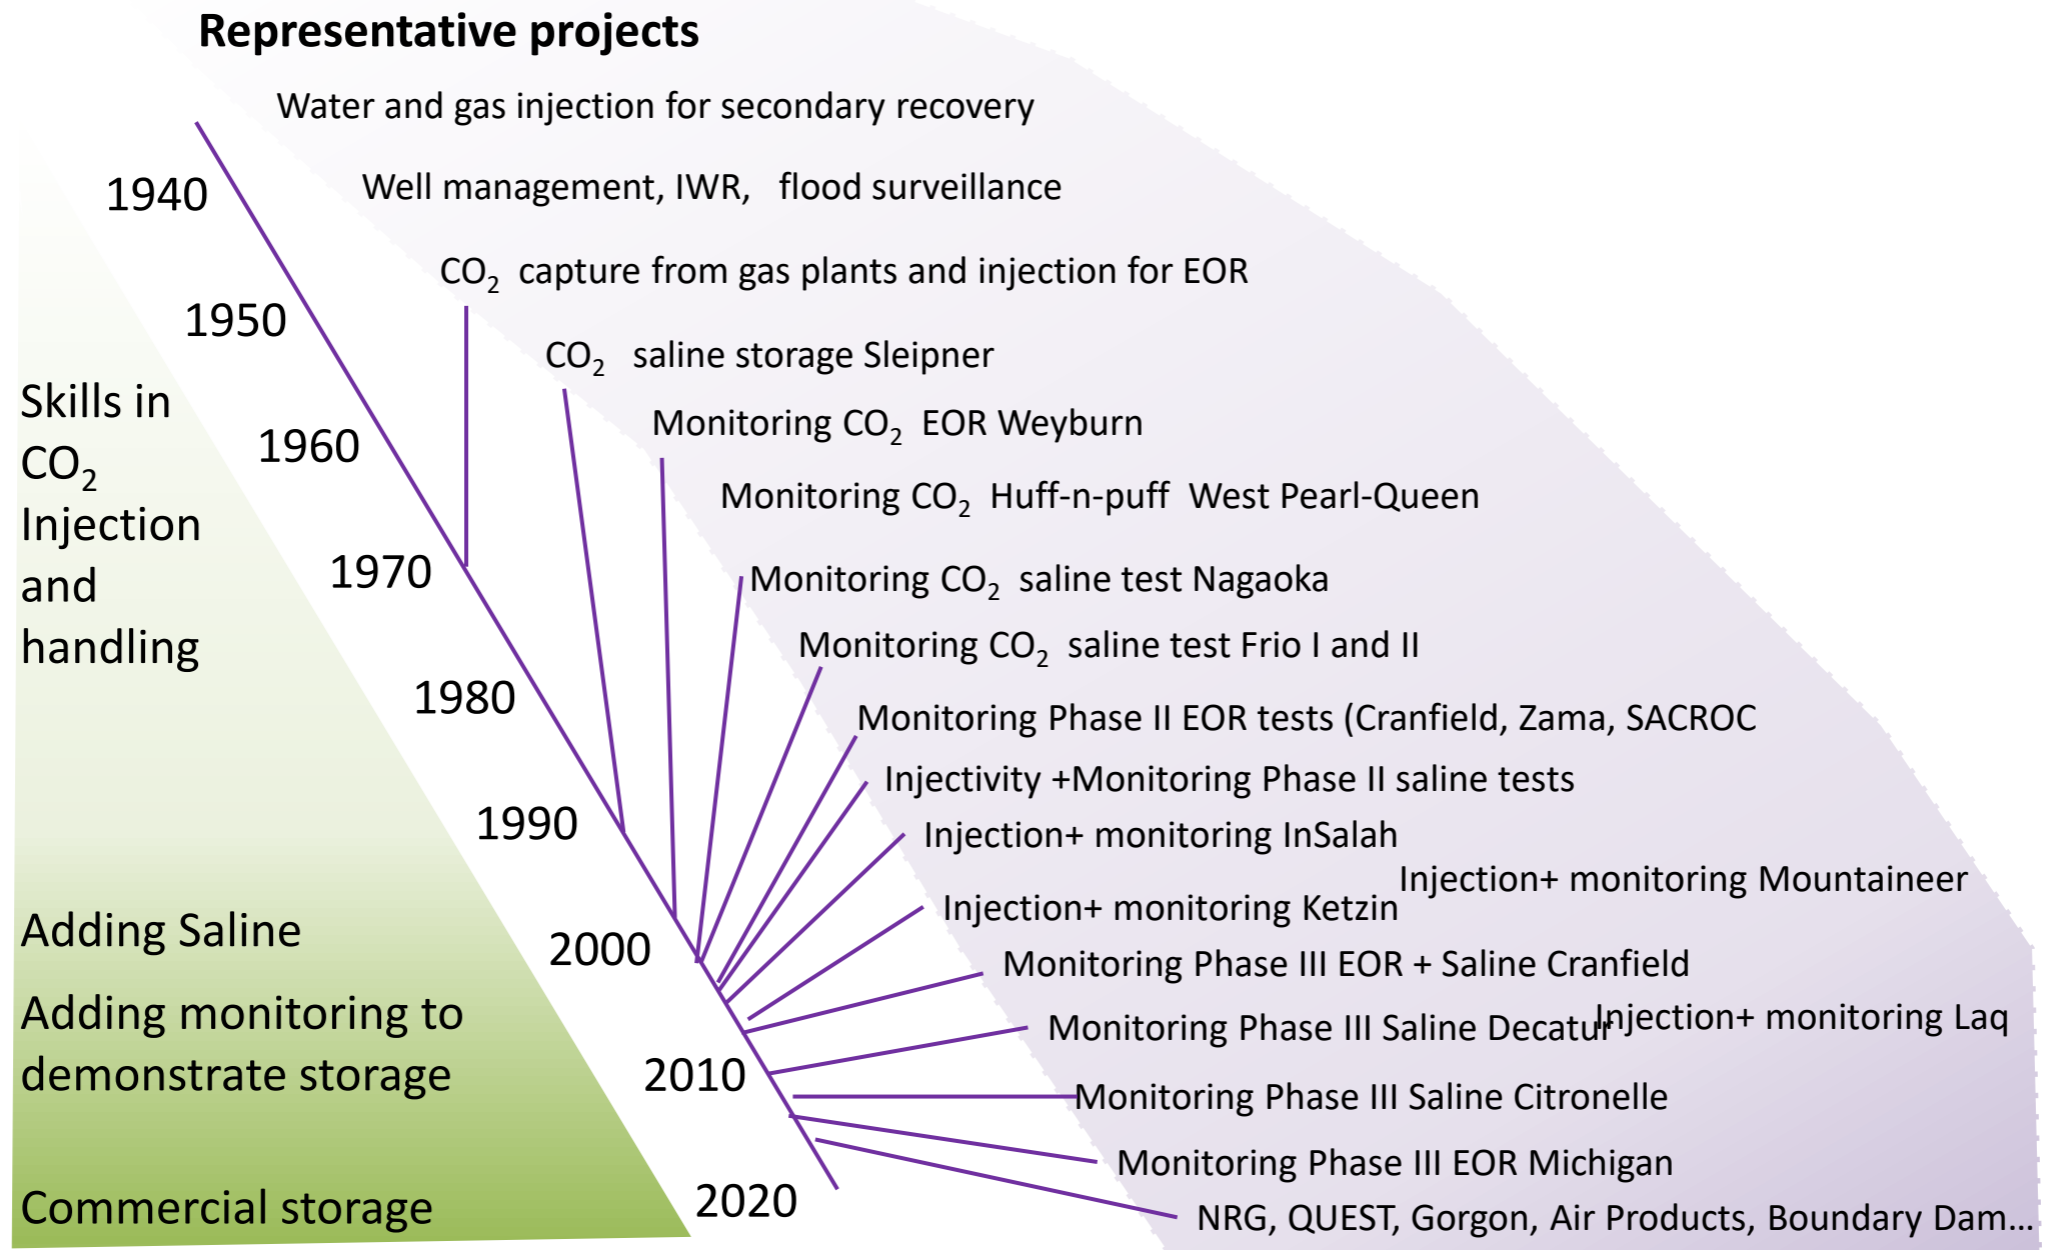 Representative projects
Water and gas injection for secondary recovery
1940
Well management, IWR, flood surveillance
CO₂ capture from gas plants and injection for EOR
1950
CO₂ saline storage Sleipner
Skills in
CO₂
Injection
and
handling
1960
Monitoring CO₂ EOR Weyburn
Monitoring CO₂ Huff-n-puff West Pearl-Queen
1970
Monitoring CO₂ saline test Nagaoka
Monitoring CO₂ saline test Frio I and II
1980
Monitoring Phase II EOR tests (Cranfield, Zama, SACROC
Injectivity +Monitoring Phase II saline tests
1990
Injection+ monitoring InSalah
Injection+ monitoring Mountaineer
Injection+ monitoring Ketzin
Adding Saline
2000
Monitoring Phase III EOR + Saline Cranfield
Adding monitoring to
demonstrate storage
Monitoring Phase III Saline Decatur
Injection+ monitoring Laq
2010
Monitoring Phase III Saline Citronelle
Monitoring Phase III EOR Michigan
Commercial storage
2020
NRG, QUEST, Gorgon, Air Products, Boundary Dam...